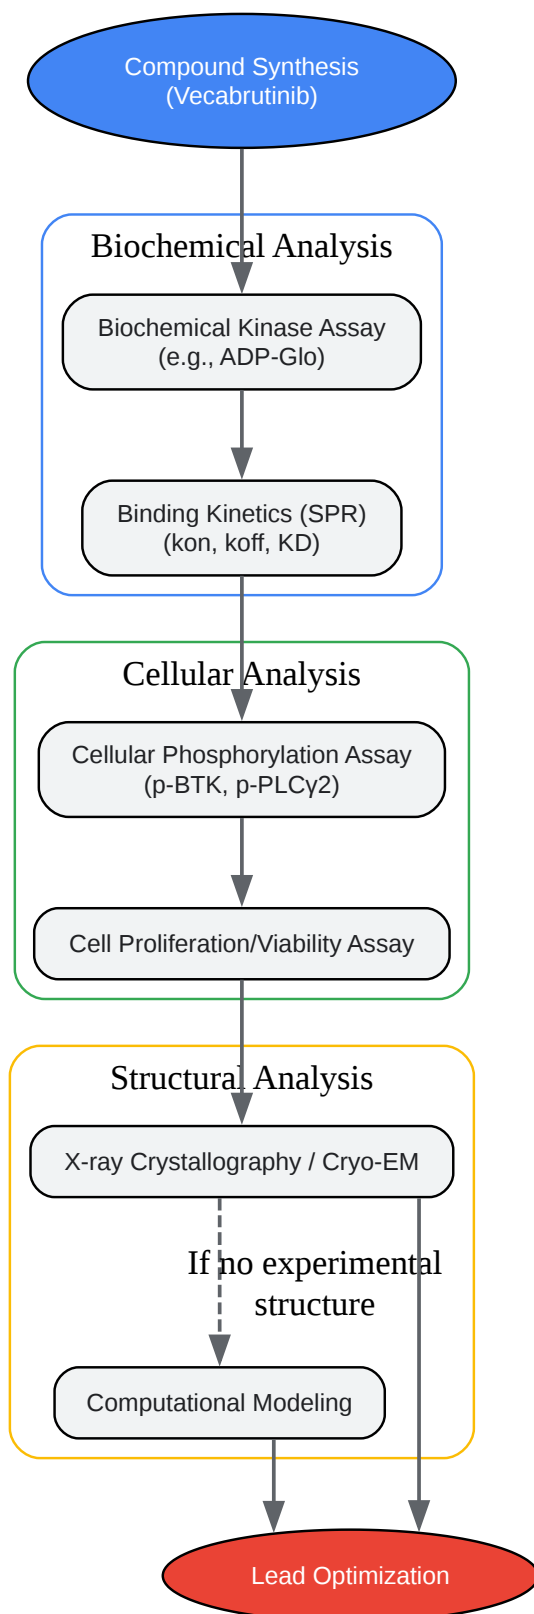 Compound Synthesis
(Vecabrutinib)
Biochemical Analysis
Biochemical Kinase Assay
(e.g., ADP-Glo)
Binding Kinetics (SPR)
(kon, koff, KD)
Cellular Analysis
Cellular Phosphorylation Assay
(p-BTK, p-PLCγ2)
Cell Proliferation/Viability Assay
Structural Analysis
X-ray Crystallography / Cryo-EM
If no experimental
structure
Computational Modeling
Lead Optimization